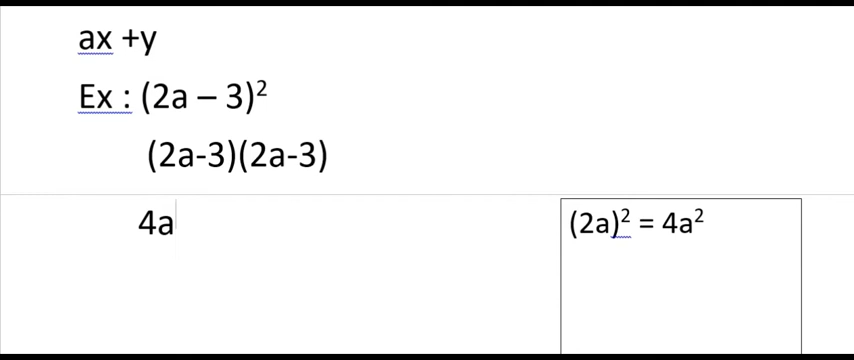 ax +y
Ex : (2a – 3)²
(2a-3)(2a-3)
4a
(2a)² = 4a²